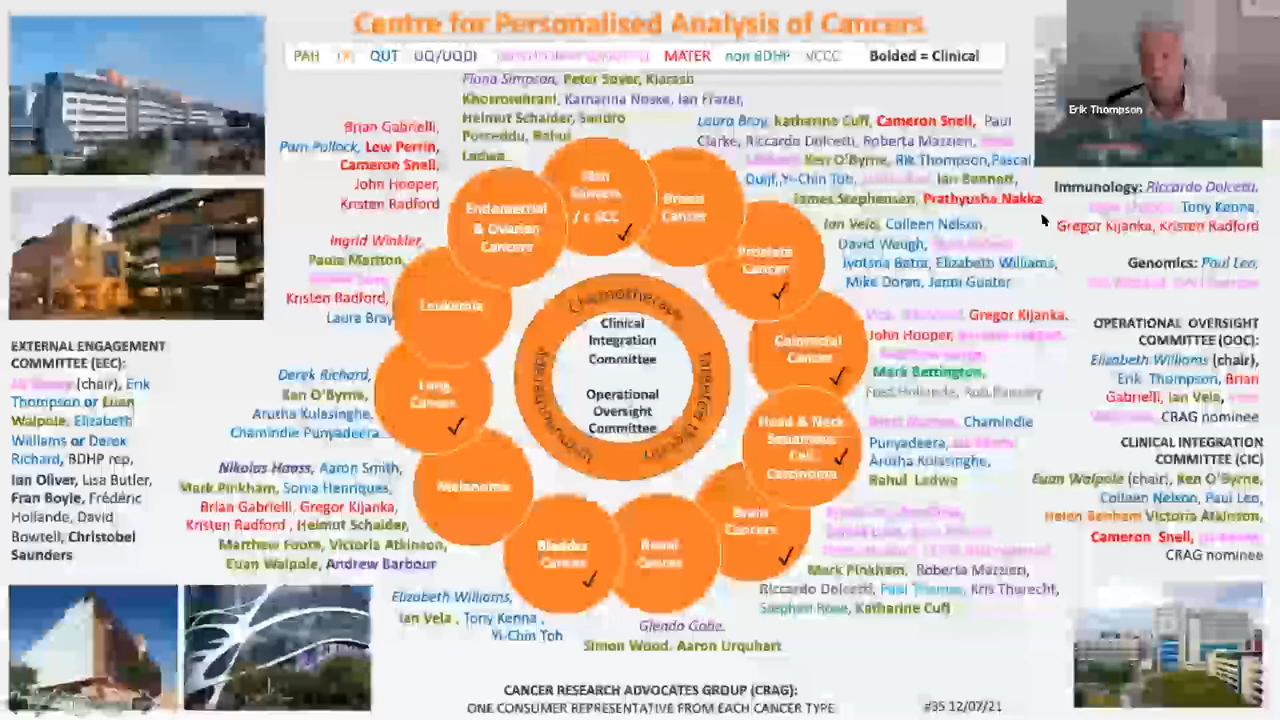 Centre for Personalised Analysis of Cancers
PAH QUT UQ/UQDI MATER non BDHP VCCC Bolded = Clinical
Erik Thompson
Fiona Simpson, Peter Soyer, Kiarash
Khosrotehrani, Katharina Noske, Ian Frazer,
Helmut Schaider, Sandro
Porceddu, Rahul
Ladwa
Brian Gabrielli,
Pam Pollock, Lew Perrin,
Cameron Snell,
John Hooper,
Kristen Radford
Laura Bray, Katharine Cuff, Cameron Snell, Paul
Clarke, Riccardo Dolcetti, Roberta Mazzieri,
Ken O'Byrne, Rik Thompson, Pascal
Duijf, Yi-Chin Toh, Ian Bennett,
James Stephensen, Prathyusha Nakka
Ian Vela, Colleen Nelson,
David Waugh,
Jyotsna Batra, Elizabeth Williams,
Mike Doran, Jenni Gunter
Ingrid Winkler,
Paula Marlton,
Kristen Radford,
Laura Bray
Gregor Kijanka,
John Hooper,
Mark Bettington,
Derek Richard,
Ken O'Byrne,
Arutha Kulasinghe,
Chamindie Punyadeera
Chamindie
Punyadeera,
Arutha Kulasinghe,
Rahul Ladwa
Nikolas Haass, Aaron Smith,
Mark Pinkham, Sonia Henriques,
Brian Gabrielli, Gregor Kijanka,
Kristen Radford, Helmut Schaider,
Matthew Foote, Victoria Atkinson,
Euan Walpole, Andrew Barbour
Mark Pinkham, Roberta Mazzieri,
Riccardo Dolcetti, Paul Thomas, Kris Thurecht,
Stephen Rose, Katharine Cuff
Elizabeth Williams,
Ian Vela, Tony Kenna,
Yi-Chin Toh
Glenda Gobe,
Simon Wood, Aaron Urquhart
Skin
Cancers
/ c SCC
Breast
Cancer
Prostate
Cancer
Colorectal
Cancer
Head & Neck
Squamous
Cell
Carcinoma
Brain
Cancers
Renal
Cancer
Bladder
Cancer
Melanoma
Lung
Cancer
Leukemia
Endometrial
& Ovarian
Cancers
Chemotherapy
Targeted Therapy
Immunotherapy
Clinical
Integration
Committee
Operational
Oversight
Committee
EXTERNAL ENGAGEMENT
COMMITTEE (EEC):
(chair), Erik
Thompson or Euan
Walpole, Elizabeth
Williams or Derek
Richard, BDHP rep,
Ian Oliver, Lisa Butler,
Fran Boyle, Frédéric
Hollande, David
Bowtell, Christobel
Saunders
Immunology: Riccardo Dolcetti,
Tony Kenna,
Gregor Kijanka, Kristen Radford
Genomics: Paul Leo,
OPERATIONAL OVERSIGHT
COMMITTEE (OOC):
Elizabeth Williams (chair),
Erik Thompson, Brian
Gabrielli, Ian Vela,
CRAG nominee
CLINICAL INTEGRATION
COMMITTEE (CIC)
Euan Walpole (chair), Ken O'Byrne,
Colleen Nelson, Paul Leo,
Helen Benham Victoria Atkinson,
Cameron Snell,
CRAG nominee
CANCER RESEARCH ADVOCATES GROUP (CRAG):
ONE CONSUMER REPRESENTATIVE FROM EACH CANCER TYPE
#35 12/07/21